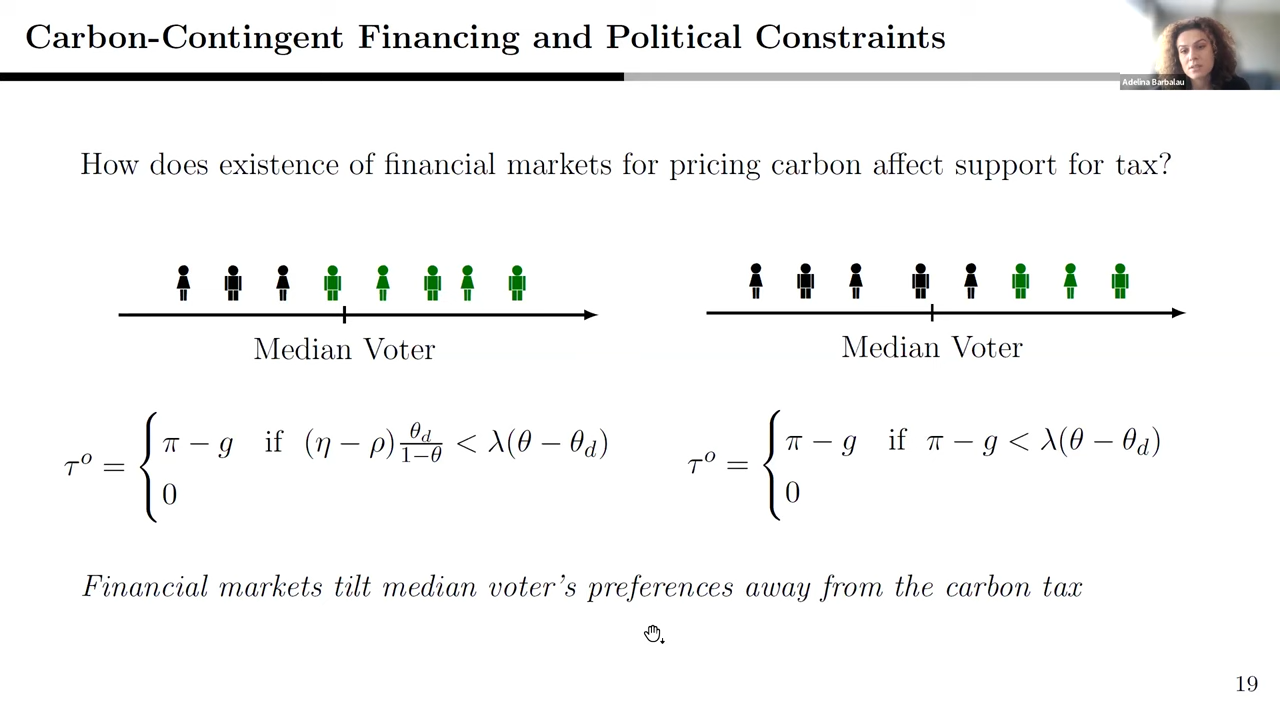 Carbon-Contingent Financing and Political Constraints
Adelina Barbalau
How does existence of financial markets for pricing carbon affect support for tax?
Median Voter
Median Voter
τ^o = { π − g if (η − ρ) θ_d/(1−θ) < λ(θ − θ_d)
0
τ^o = { π − g if π − g < λ(θ − θ_d)
0
Financial markets tilt median voter's preferences away from the carbon tax
19